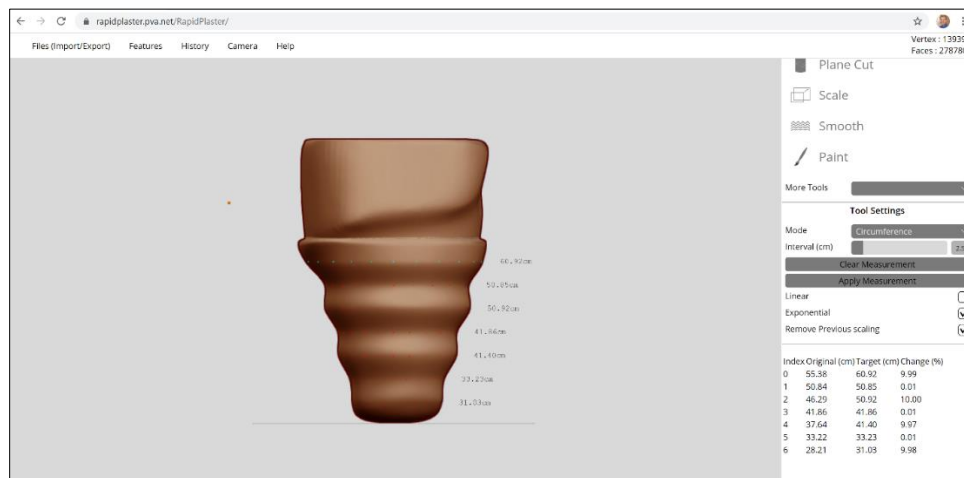 rapidplaster.pva.net/RapidPlaster/
Files (Import/Export) Features History Camera Help
Vertex : 13939
Faces : 278780
Plane Cut
Scale
Smooth
Paint
More Tools
Tool Settings
Mode Circumference
Interval (cm)
Clear Measurement
Apply Measurement
Linear
Exponential
Remove Previous scaling
60.92cm
50.85cm
50.92cm
41.86cm
41.40cm
33.23cm
31.03cm
Index Original (cm) Target (cm) Change (%)
0 55.38 60.92 9.99
1 50.84 50.85 0.01
2 46.29 50.92 10.00
3 41.86 41.86 0.01
4 37.64 41.40 9.97
5 33.22 33.23 0.01
6 28.21 31.03 9.98